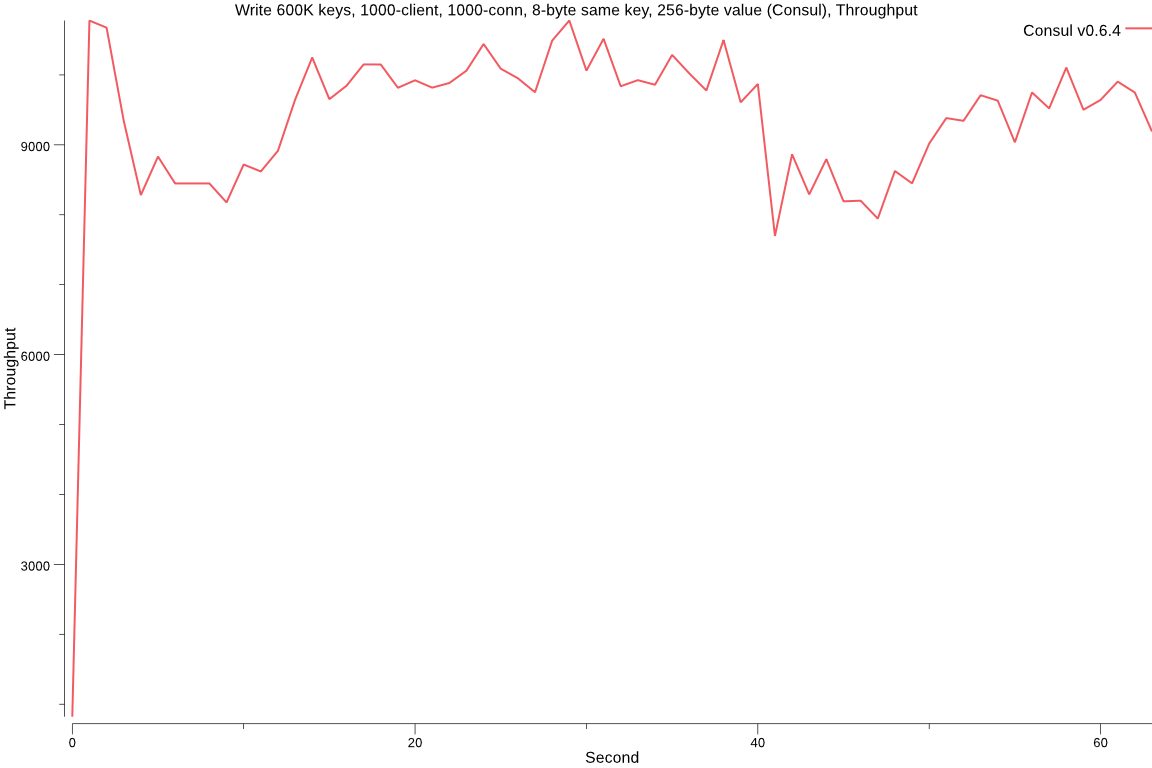 Write 600K keys, 1000-client, 1000-conn, 8-byte same key, 256-byte value (Consul), Throughput
Consul v0.6.4
9000
6000
3000
Throughput
0
20
40
60
Second